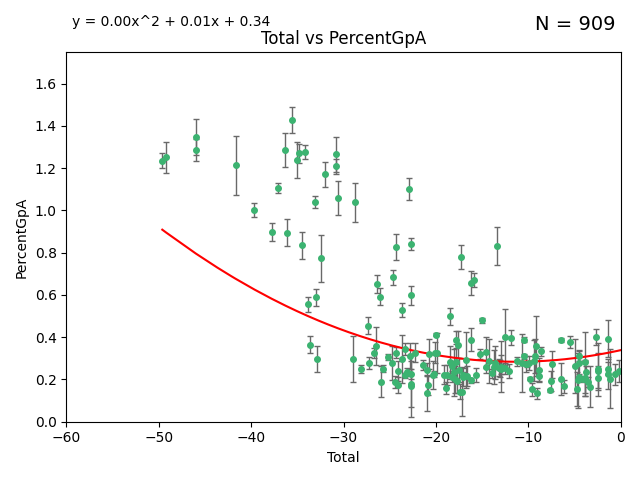 y = 0.00x^2 + 0.01x + 0.34
N = 909
Total vs PercentGpA
PercentGpA
1.6
1.4
1.2
1.0
0.8
0.6
0.4
0.2
0.0
−60 −50 −40 −30 −20 −10 0
Total